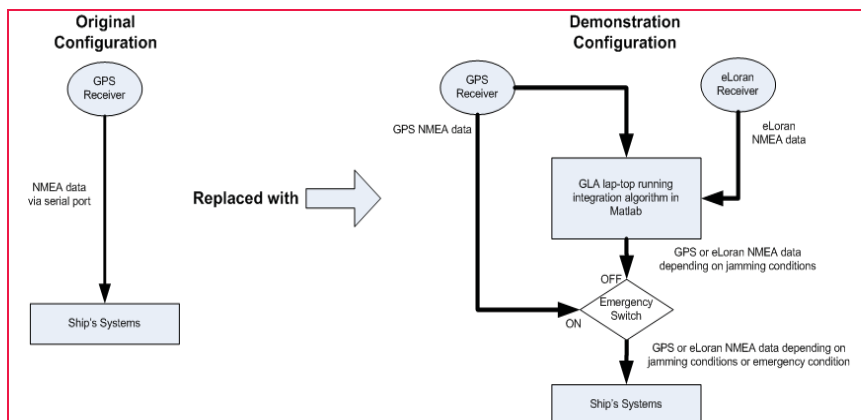 Original
Configuration
GPS
Receiver
NMEA data
via serial port
Ship's Systems
Replaced with
Demonstration
Configuration
GPS
Receiver
eLoran
Receiver
GPS NMEA data
eLoran
NMEA data
GLA lap-top running
integration algorithm in
Matlab
GPS or eLoran NMEA data
depending on jamming conditions
OFF
Emergency
Switch
ON
GPS or eLoran NMEA data depending on
jamming conditions or emergency condition
Ship's Systems